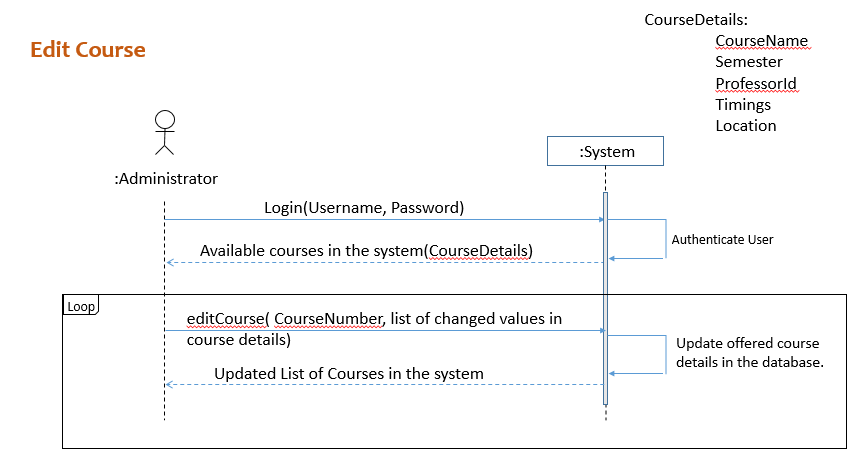 CourseDetails:
CourseName
Semester
ProfessorId
Timings
Location
Edit Course
:Administrator
:System
Login(Username, Password)
Authenticate User
Available courses in the system(CourseDetails)
Loop
editCourse( CourseNumber, list of changed values in
course details)
Update offered course
details in the database.
Updated List of Courses in the system